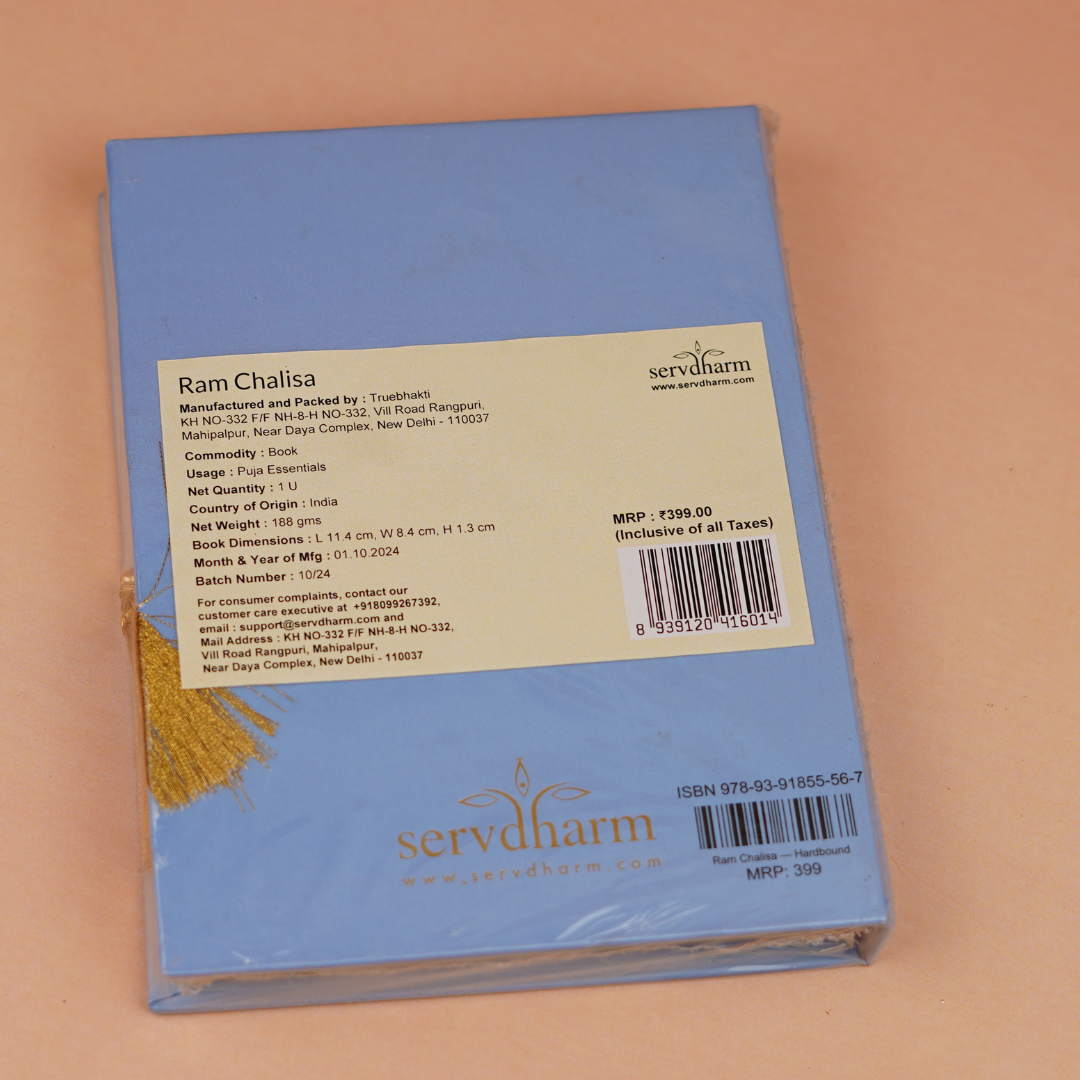 Ram Chalisa
Manufactured and Packed by : Truebhakti
KH NO-332 F/F NH-8-H NO-332, Vill Road Rangpuri,
Mahipalpur, Near Daya Complex, New Delhi - 110037
Commodity : Book
Usage : Puja Essentials
Net Quantity : 1 U
Country of Origin : India
Net Weight : 188 gms
Book Dimensions : L 11.4 cm, W 8.4 cm, H 1.3 cm
Month & Year of Mfg : 01.10.2024
Batch Number : 10/24
For consumer complaints, contact our
customer care executive at +918099267392,
email : support@servdharm.com and
Mail Address : KH NO-332 F/F NH-8-H NO-332,
Vill Road Rangpuri, Mahipalpur,
Near Daya Complex, New Delhi - 110037
servdharm
www.servdharm.com
MRP : ₹399.00
(Inclusive of all Taxes)
8 939120 416014
servdharm
www.servdharm.com
ISBN 978-93-91855-56-7
Ram Chalisa — Hardbound
MRP: 399